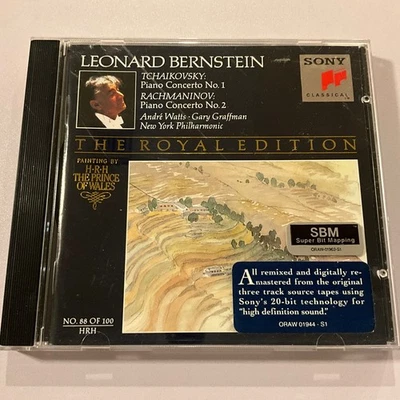 LEONARD BERNSTEIN
TCHAIKOVSKY:
Piano Concerto No. 1
RACHMANINOV:
Piano Concerto No. 2
André Watts · Gary Graffman
New York Philharmonic
SONY
CLASSICAL
THE ROYAL EDITION
PAINTING BY
H·R·H
THE PRINCE
OF WALES
SBM
Super Bit Mapping
All remixed and digitally re-
mastered from the original
three track source tapes using
Sony's 20-bit technology for
"high definition sound."
ORAW 01944 - S1
NO. 88 OF 100
HRH